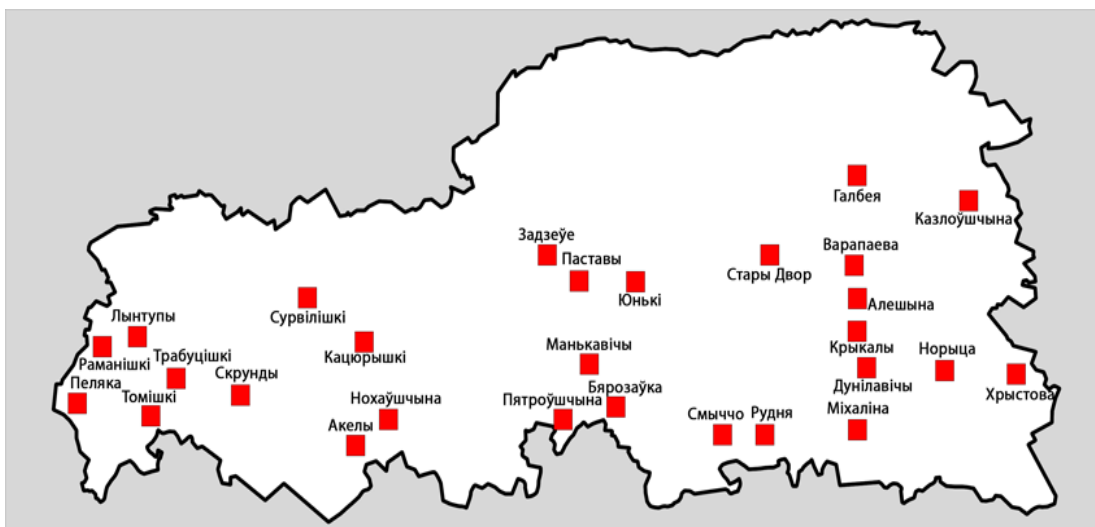 Галбея
Казлоўшчына
Задзеўе
Варапаева
Паставы
Стары Двор
Юнькі
Алешына
Сурвілішкі
Лынтупы
Кацюрышкі
Манькавічы
Крыкалы
Норыца
Раманішкі
Трабуцішкі
Скрунды
Дунілавічы
Хрыстова
Пеляка
Томішкі
Нохаўшчына
Пятроўшчына
Бярозаўка
Смыччо
Рудня
Міхаліна
Акелы